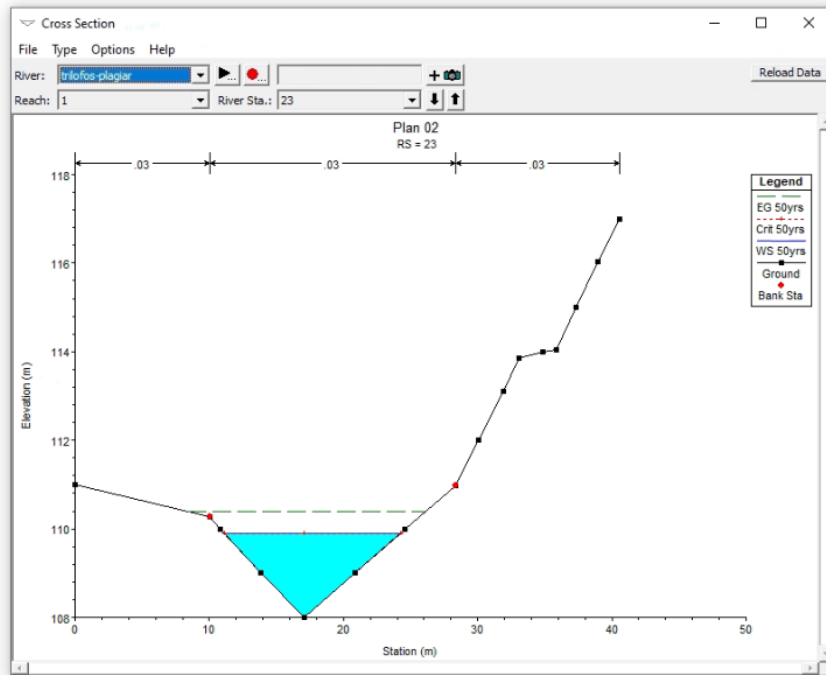 Cross Section
File Type Options Help
River: trilofos-plagiar ... ... + Reload Data
Reach: 1 River Sta.: 23
Plan 02
RS = 23
.03 .03 .03
118
116
114
112
110
108
Elevation (m)
0 10 20 30 40 50
Station (m)
Legend
EG 50yrs
Crit 50yrs
WS 50yrs
Ground
Bank Sta